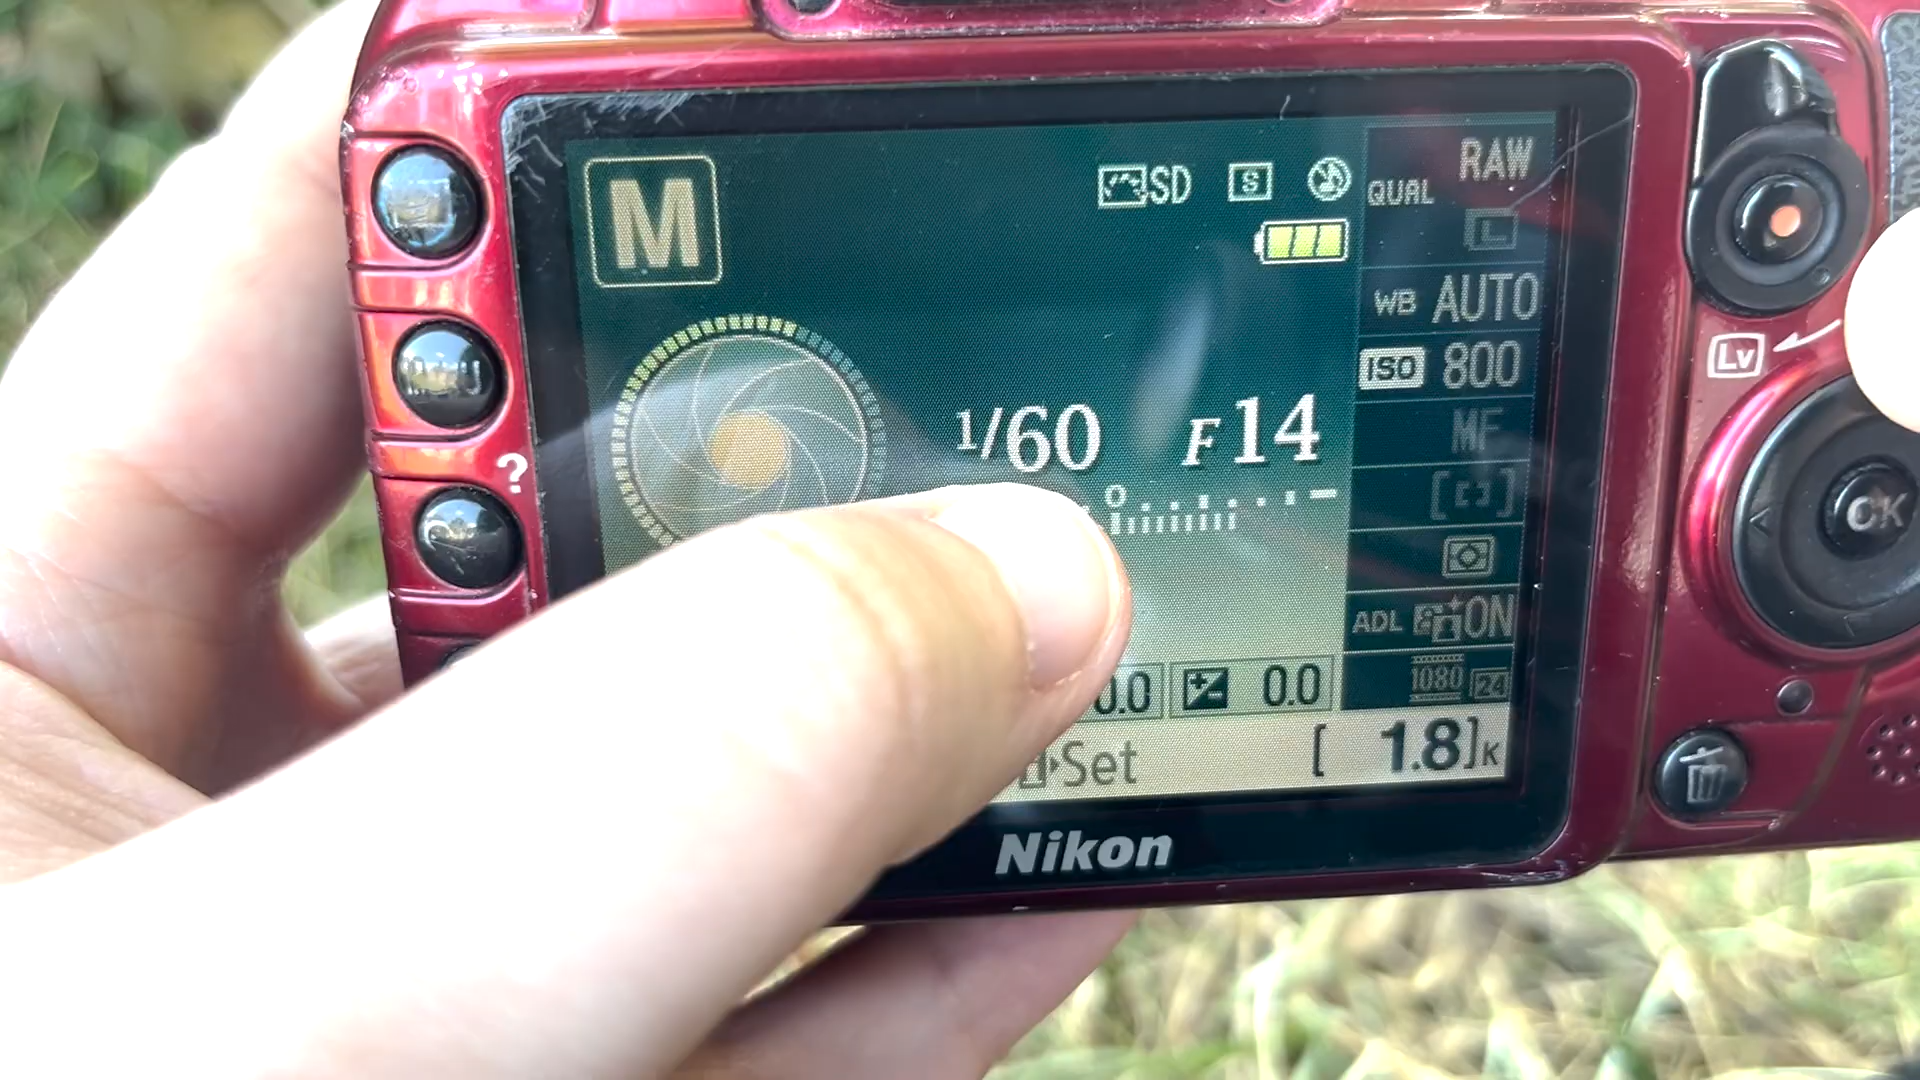 M
SD S QUAL RAW
L
WB AUTO
ISO 800
1/60 F14
MF
0
?
Lv
OK
ADL ON
0.0 0.0
1080 24
Set [ 1.8]K
Nikon